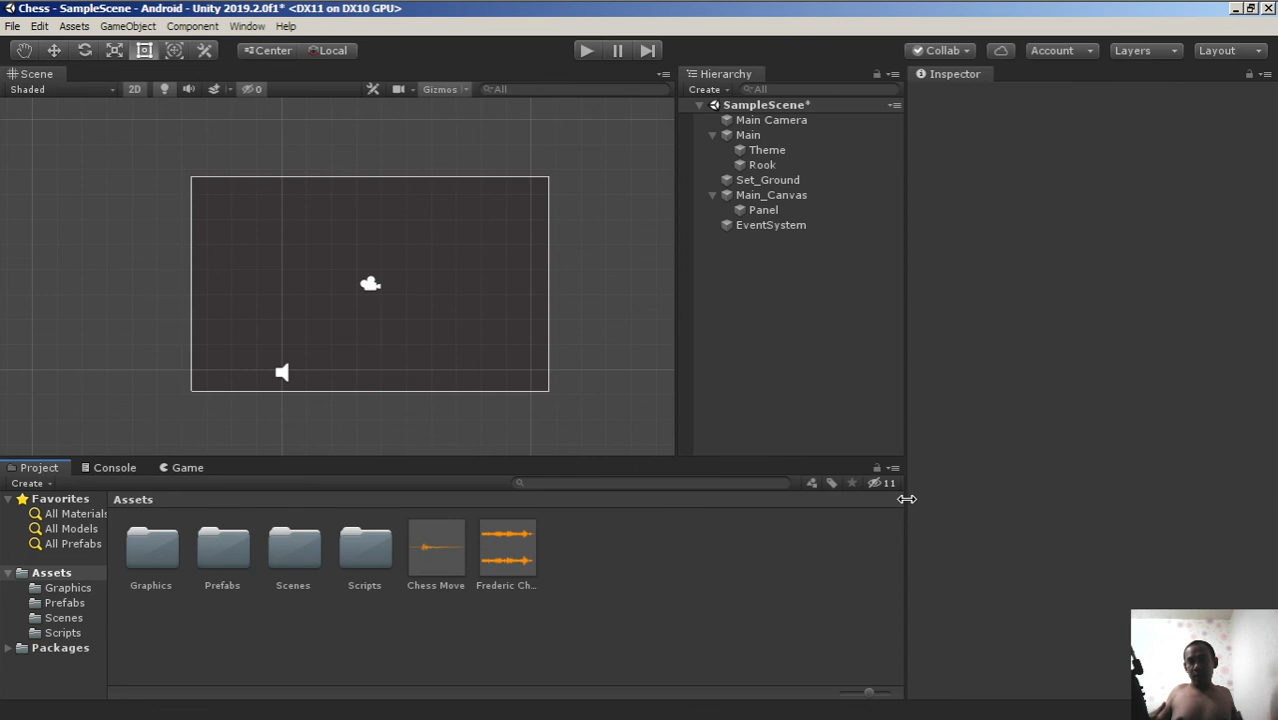 Chess - SampleScene - Android - Unity 2019.2.0f1* <DX11 on DX10 GPU>
File Edit Assets GameObject Component Window Help
Center Local Collab Account Layers Layout
Scene
Shaded 2D 0 Gizmos All
Hierarchy
Create All
SampleScene*
Main Camera
Main
Theme
Rook
Set_Ground
Main_Canvas
Panel
EventSystem
Inspector
Project Console Game
Create 11
Favorites
All Materials
All Models
All Prefabs
Assets
Graphics
Prefabs
Scenes
Scripts
Packages
Assets
Graphics Prefabs Scenes Scripts Chess Move Frederic Ch...